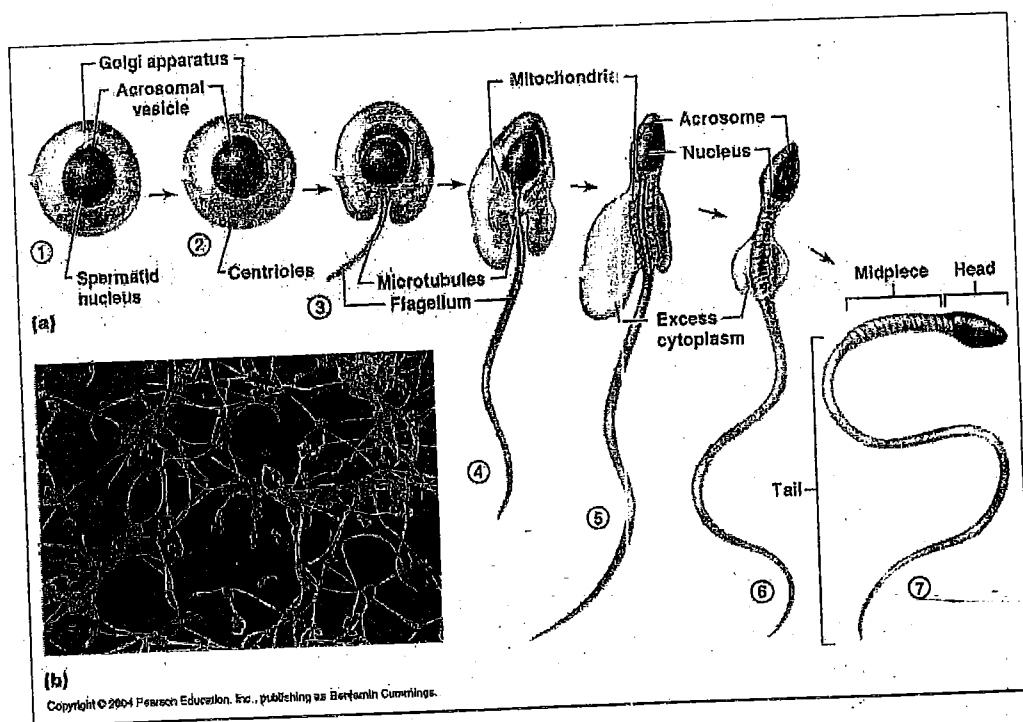 Golgi apparatus
Acrosomal
vesicle
Mitochondria
Acrosome
Nucleus
①
②
Spermatid
nucleus
Centrioles
③
Microtubules
Flagellum
Excess
cytoplasm
Midpiece
Head
(a)
④
⑤
Tail
⑥
⑦
(b)
Copyright © 2004 Pearson Education, Inc., publishing as Benjamin Cummings.